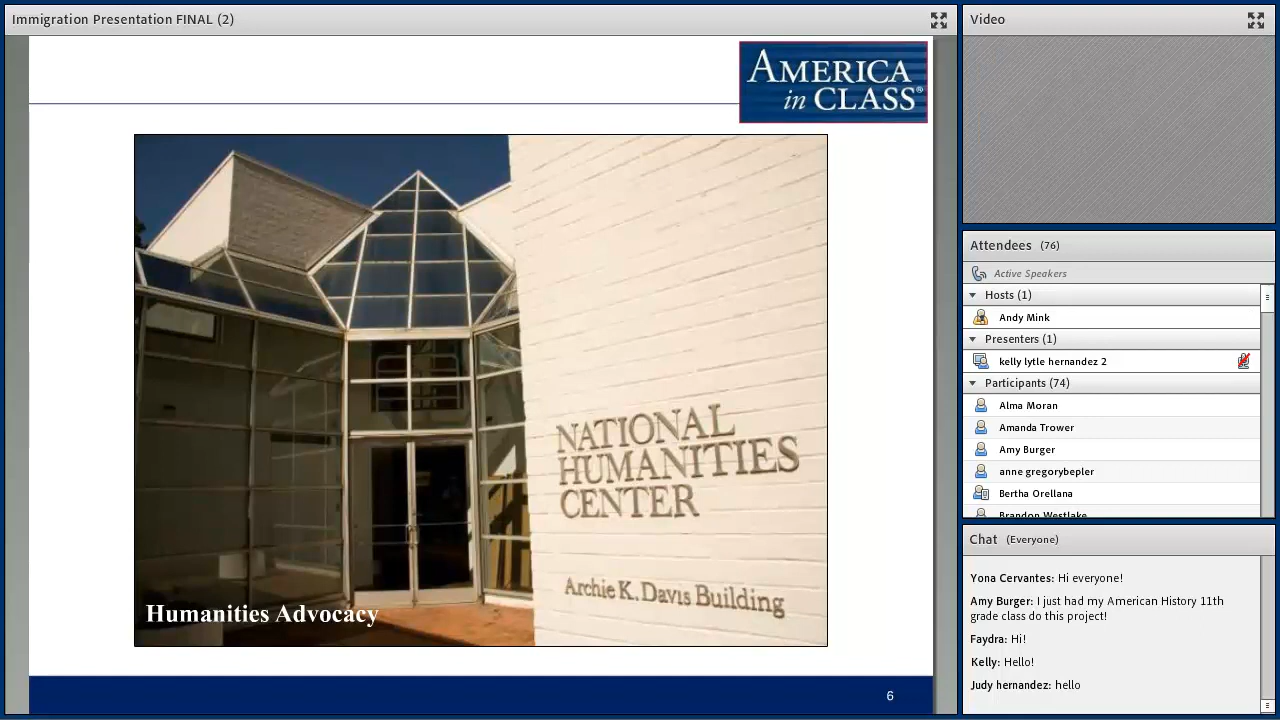 Immigration Presentation FINAL (2)
AMERICA
in CLASS®
NATIONAL
HUMANITIES
CENTER
Archie K. Davis Building
Humanities Advocacy
6
Video
Attendees (76)
Active Speakers
Hosts (1)
Andy Mink
Presenters (1)
kelly lytle hernandez 2
Participants (74)
Alma Moran
Amanda Trower
Amy Burger
anne gregorybepler
Bertha Orellana
Brandon Westlake
Chat (Everyone)
Yona Cervantes: Hi everyone!
Amy Burger: I just had my American History 11th
grade class do this project!
Faydra: Hi!
Kelly: Hello!
Judy hernandez: hello